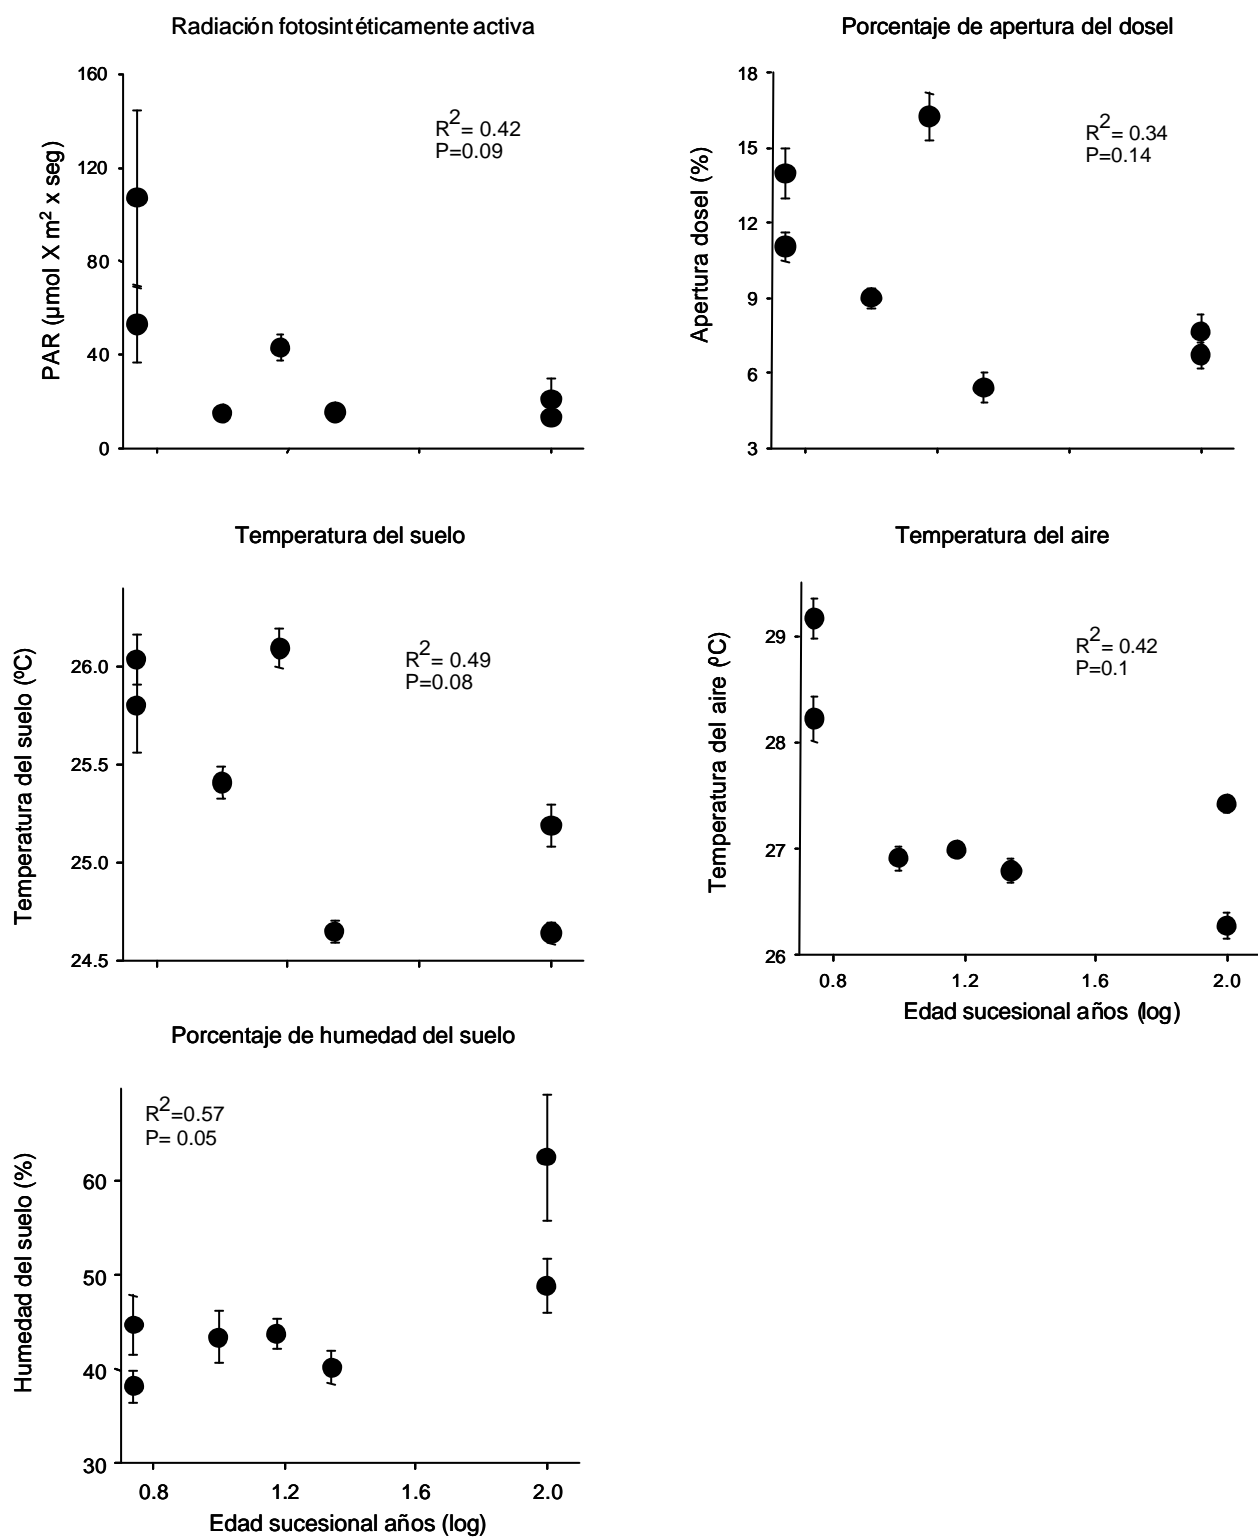 Radiación fotosintéticamente activa
160
120
80
40
0
PAR (µmol X m² x seg)
R²= 0.42
P=0.09
Porcentaje de apertura del dosel
18
15
12
9
6
3
Apertura dosel (%)
R²= 0.34
P=0.14
Temperatura del suelo
26.0
25.5
25.0
24.5
Temperatura del suelo (ºC)
R²= 0.49
P=0.08
Temperatura del aire
29
28
27
26
Temperatura del aire (ºC)
R²= 0.42
P=0.1
0.8 1.2 1.6 2.0
Edad sucesional años (log)
Porcentaje de humedad del suelo
60
50
40
30
Humedad del suelo (%)
R²=0.57
P= 0.05
0.8 1.2 1.6 2.0
Edad sucesional años (log)